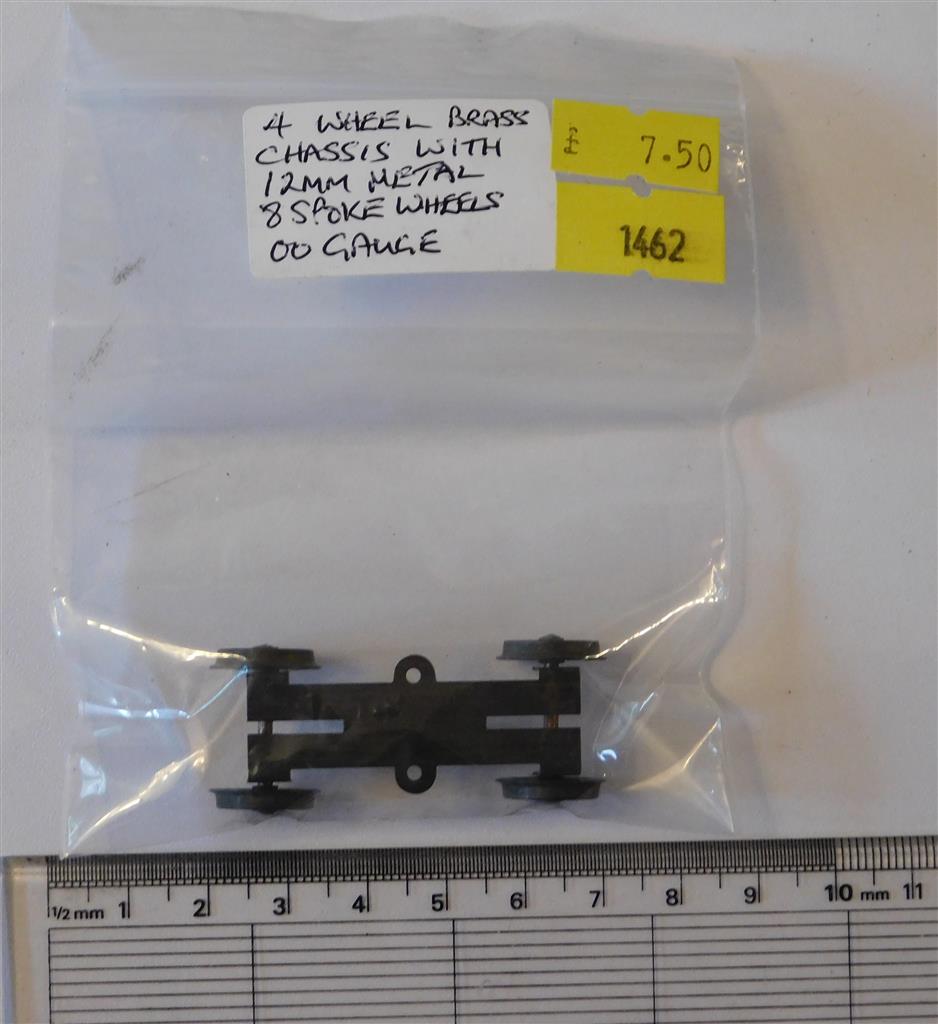 4 WHEEL BRASS
CHASSIS WITH
12MM METAL
8 SPOKE WHEELS
OO GAUGE
£ 7.50
1462
1/2 mm 1 2 3 4 5 6 7 8 9 10 mm 11